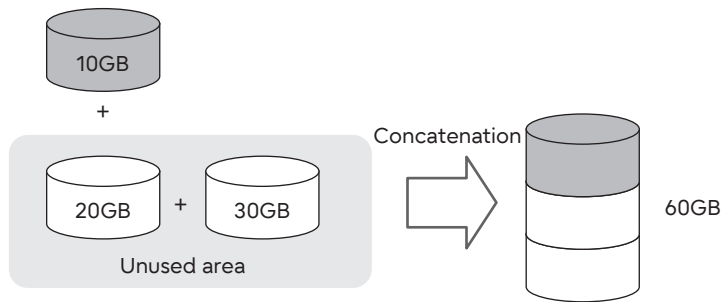 10GB
+
Concatenation
20GB + 30GB
60GB
Unused area